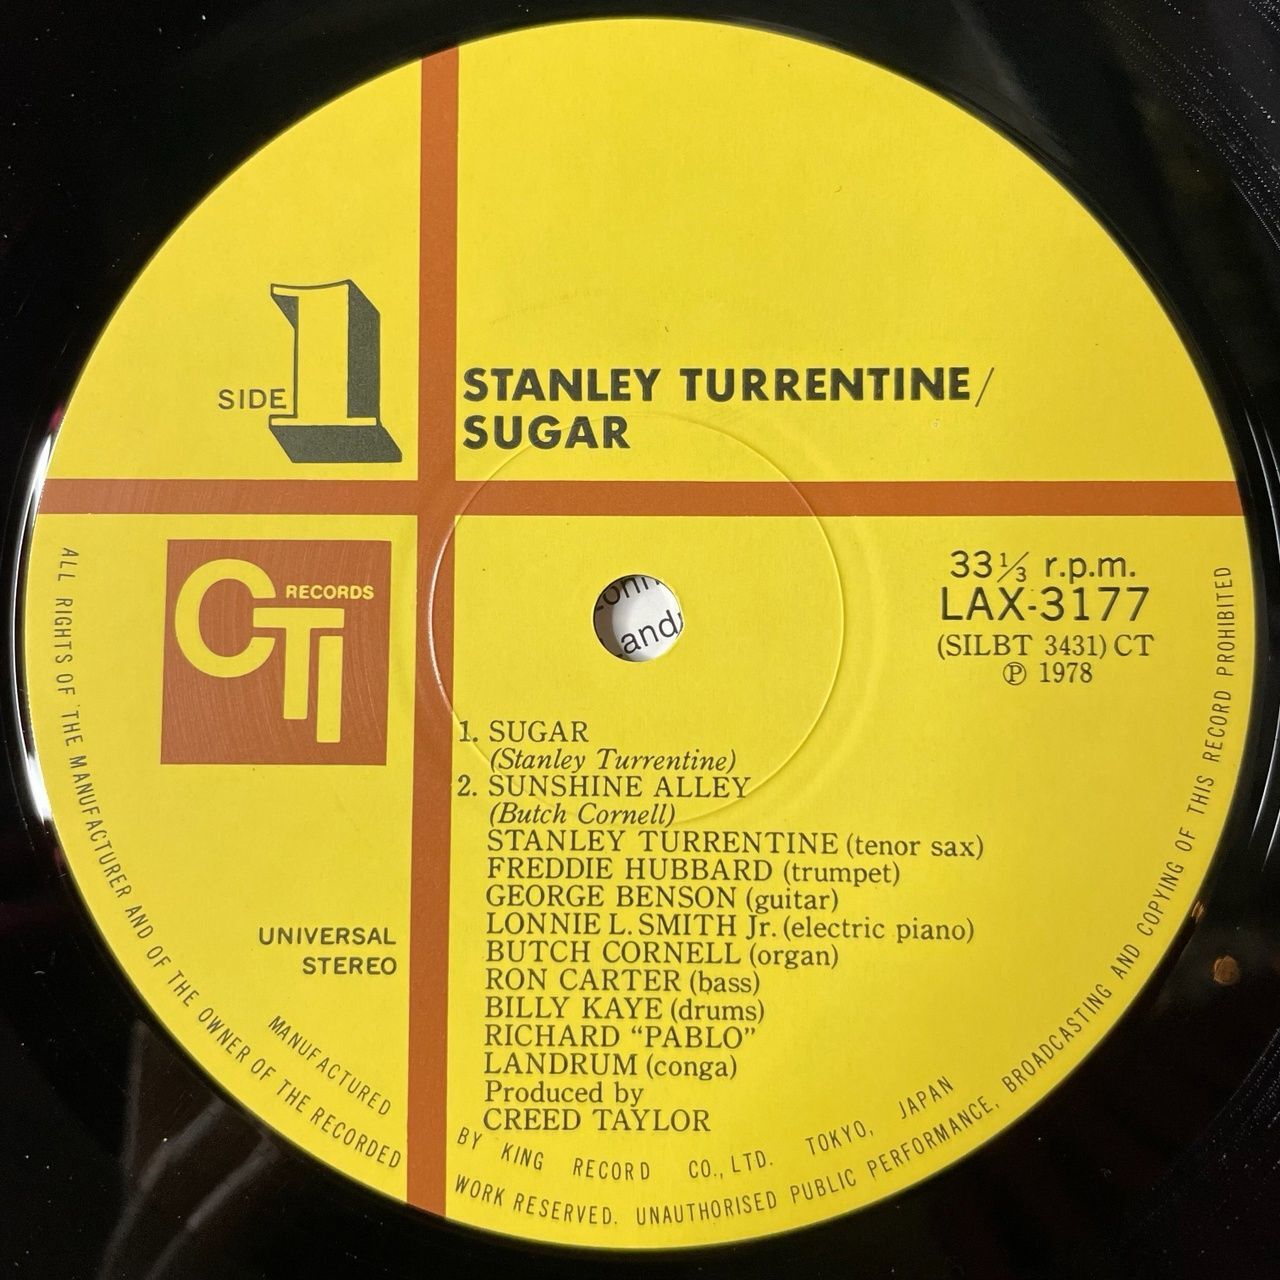 SIDE 1
STANLEY TURRENTINE/
SUGAR
CTI RECORDS
33 1/3 r.p.m.
LAX-3177
(SILBT 3431) CT
Ⓟ 1978
1. SUGAR
(Stanley Turrentine)
2. SUNSHINE ALLEY
(Butch Cornell)
STANLEY TURRENTINE (tenor sax)
FREDDIE HUBBARD (trumpet)
GEORGE BENSON (guitar)
LONNIE L. SMITH Jr. (electric piano)
BUTCH CORNELL (organ)
RON CARTER (bass)
BILLY KAYE (drums)
RICHARD “PABLO”
LANDRUM (conga)
Produced by
CREED TAYLOR
UNIVERSAL
STEREO
MANUFACTURED BY KING RECORD CO., LTD. TOKYO, JAPAN
ALL RIGHTS OF THE MANUFACTURER AND OF THE OWNER OF THE RECORDED WORK RESERVED. UNAUTHORISED PUBLIC PERFORMANCE, BROADCASTING AND COPYING OF THIS RECORD PROHIBITED
and